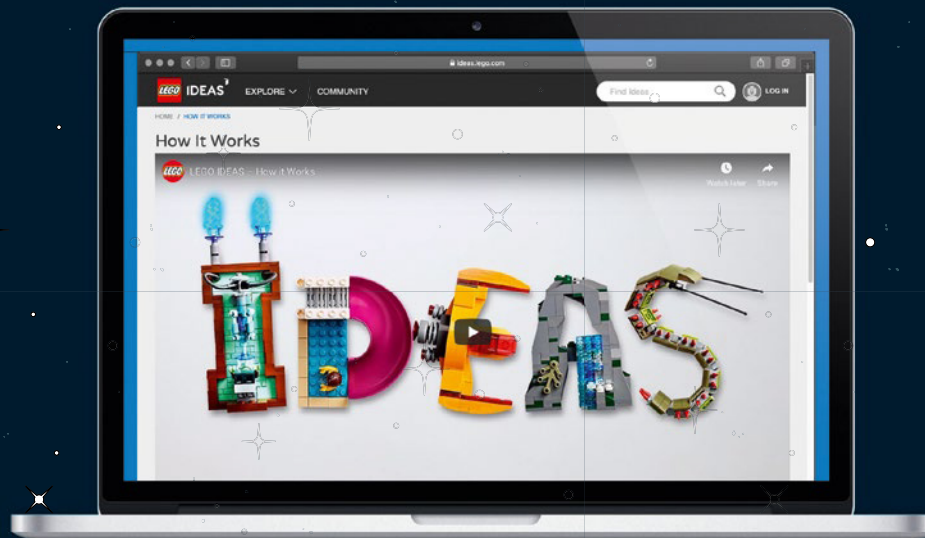 ideas.lego.com
LEGO IDEAS EXPLORE COMMUNITY Find Ideas LOG IN
HOME / HOW IT WORKS
How It Works
LEGO LEGO IDEAS – How it Works
Watch later Share
IDEAS